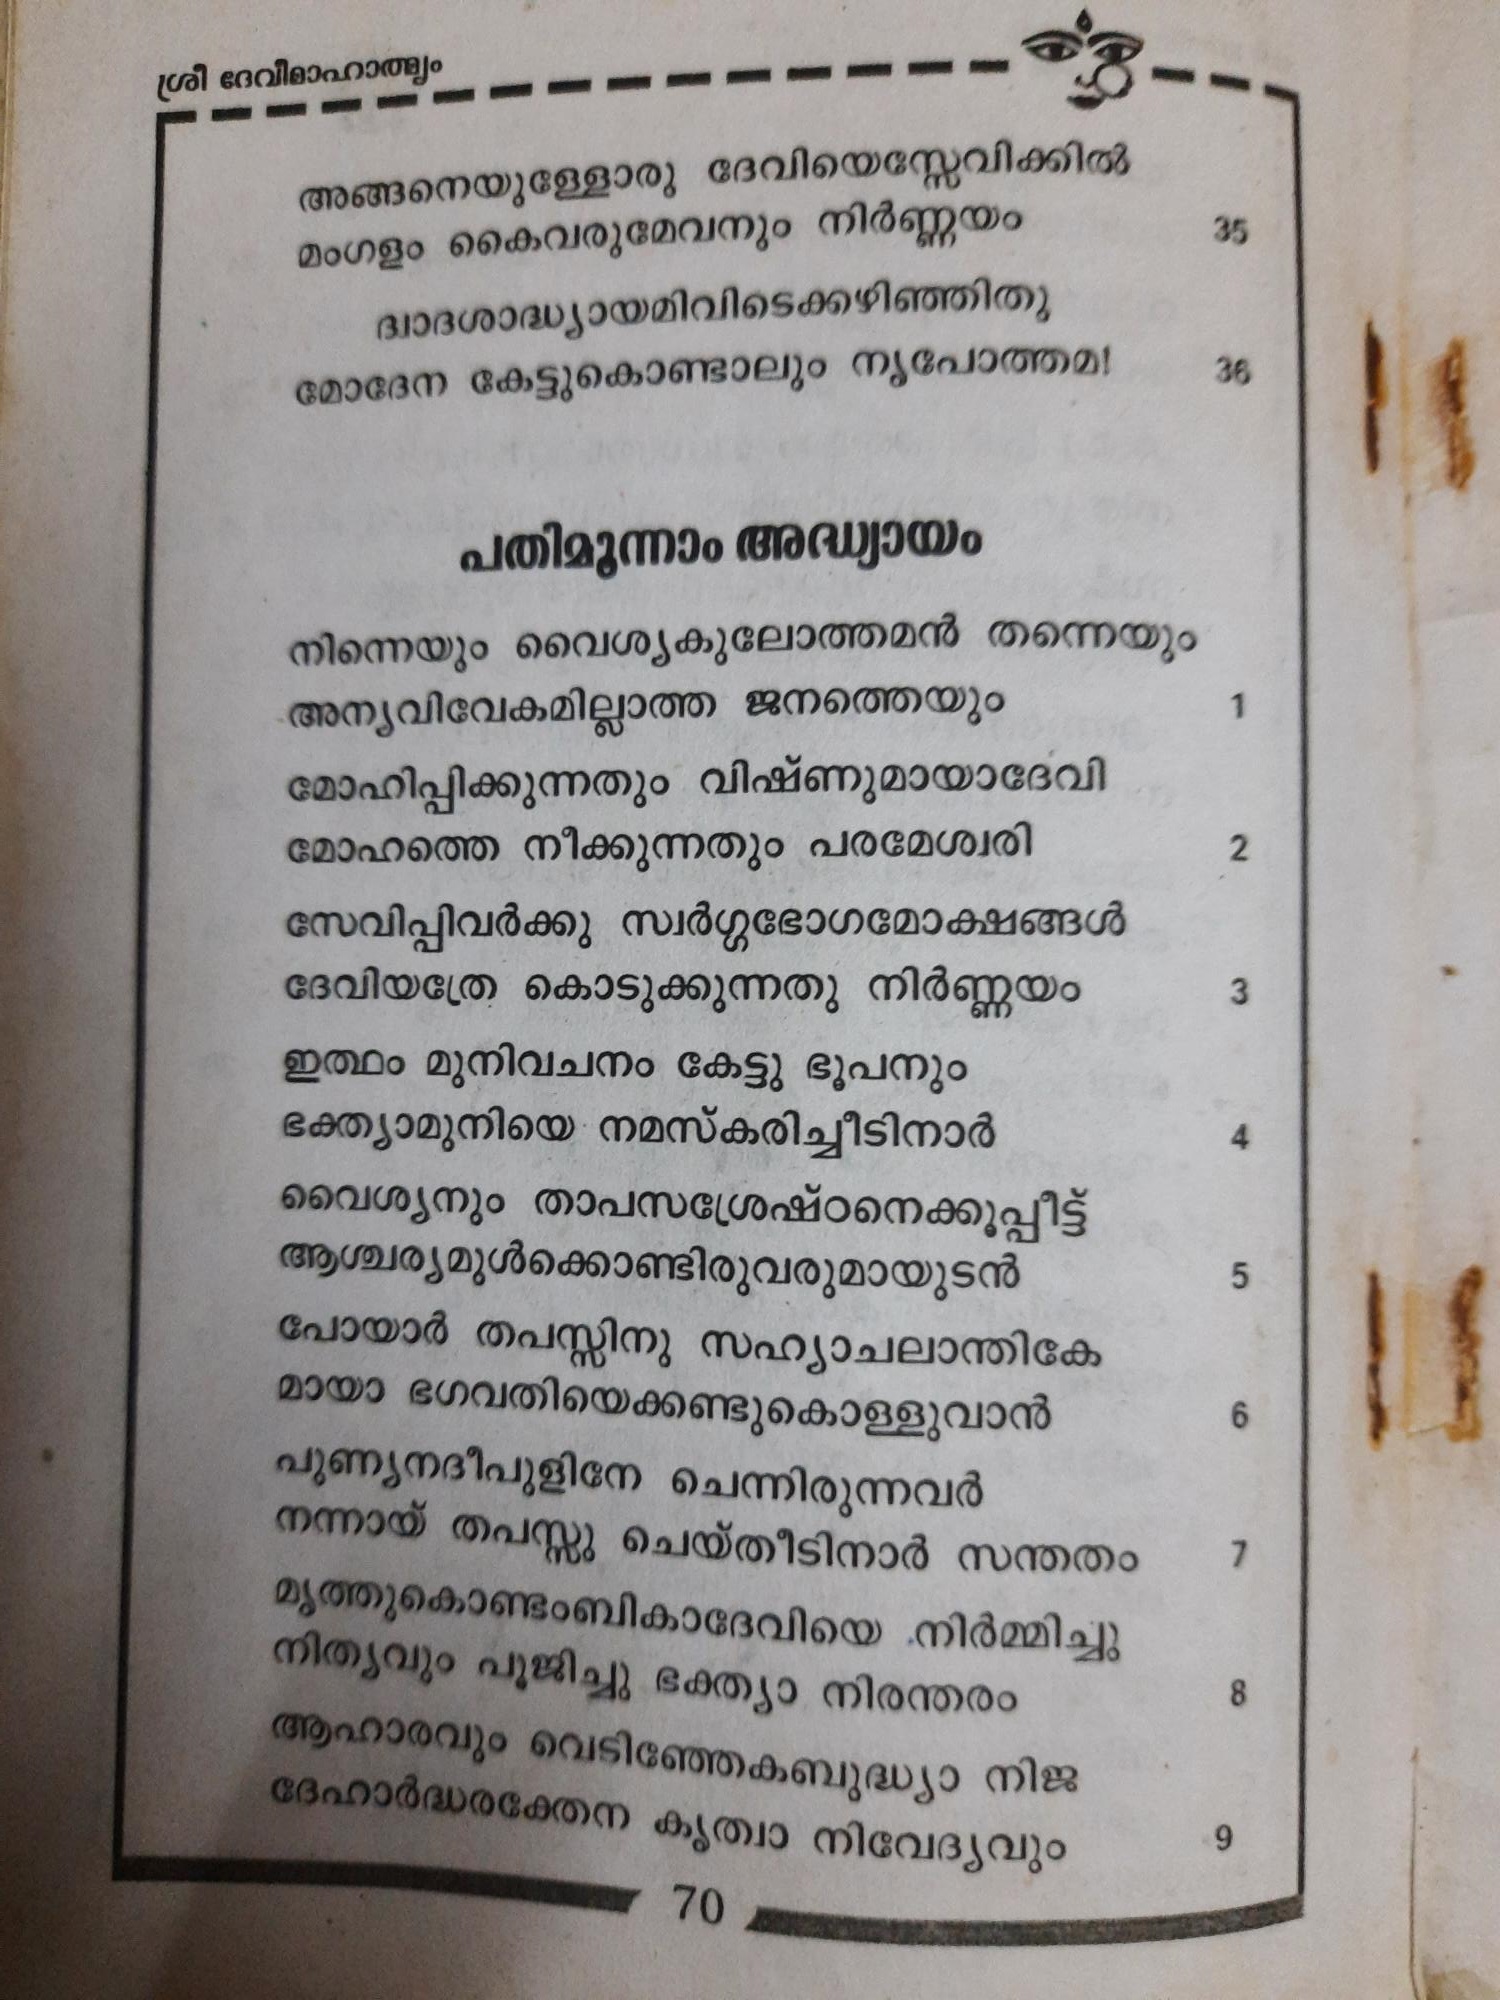 ശ്രീ ദേവീമാഹാത്മ്യം
അങ്ങനെയുള്ളോരു ദേവിയെസ്സേവിക്കിൽ
മംഗളം കൈവരുമേവനും നിർണ്ണയം 35
ദ്വാദശാദ്ധ്യായമിവിടെക്കഴിഞ്ഞിതു
മോദേന കേട്ടുകൊണ്ടാലും നൃപോത്തമ! 36
പതിമൂന്നാം അദ്ധ്യായം
നിന്നെയും വൈശ്യകുലോത്തമൻ തന്നെയും
അന്യവിവേകമില്ലാത്ത ജനത്തെയും 1
മോഹിപ്പിക്കുന്നതും വിഷ്ണുമായാദേവി
മോഹത്തെ നീക്കുന്നതും പരമേശ്വരി 2
സേവിപ്പിവർക്കു സ്വർഗ്ഗഭോഗമോക്ഷങ്ങൾ
ദേവിയത്രേ കൊടുക്കുന്നതു നിർണ്ണയം 3
ഇത്ഥം മുനിവചനം കേട്ടു ഭൂപനും
ഭക്ത്യാമുനിയെ നമസ്കരിച്ചീടിനാർ 4
വൈശ്യനും താപസശ്രേഷ്ഠനെക്കൂപ്പീട്ട്
ആശ്ചര്യമുൾക്കൊണ്ടിരുവരുമായുടൻ 5
പോയാർ തപസ്സിനു സഹ്യാചലാന്തികേ
മായാ ഭഗവതിയെക്കണ്ടുകൊള്ളുവാൻ 6
പുണ്യനദീപുളിനേ ചെന്നിരുന്നവർ
നന്നായ് തപസ്സു ചെയ്തീടിനാർ സന്തതം 7
മൃത്തുകൊണ്ടംബികാദേവിയെ നിർമ്മിച്ചു
നിത്യവും പൂജിച്ചു ഭക്ത്യാ നിരന്തരം 8
ആഹാരവും വെടിഞ്ഞേകബുദ്ധ്യാ നിജ
ദേഹാർദ്ധരക്തേന കൃത്വാ നിവേദ്യവും 9
70